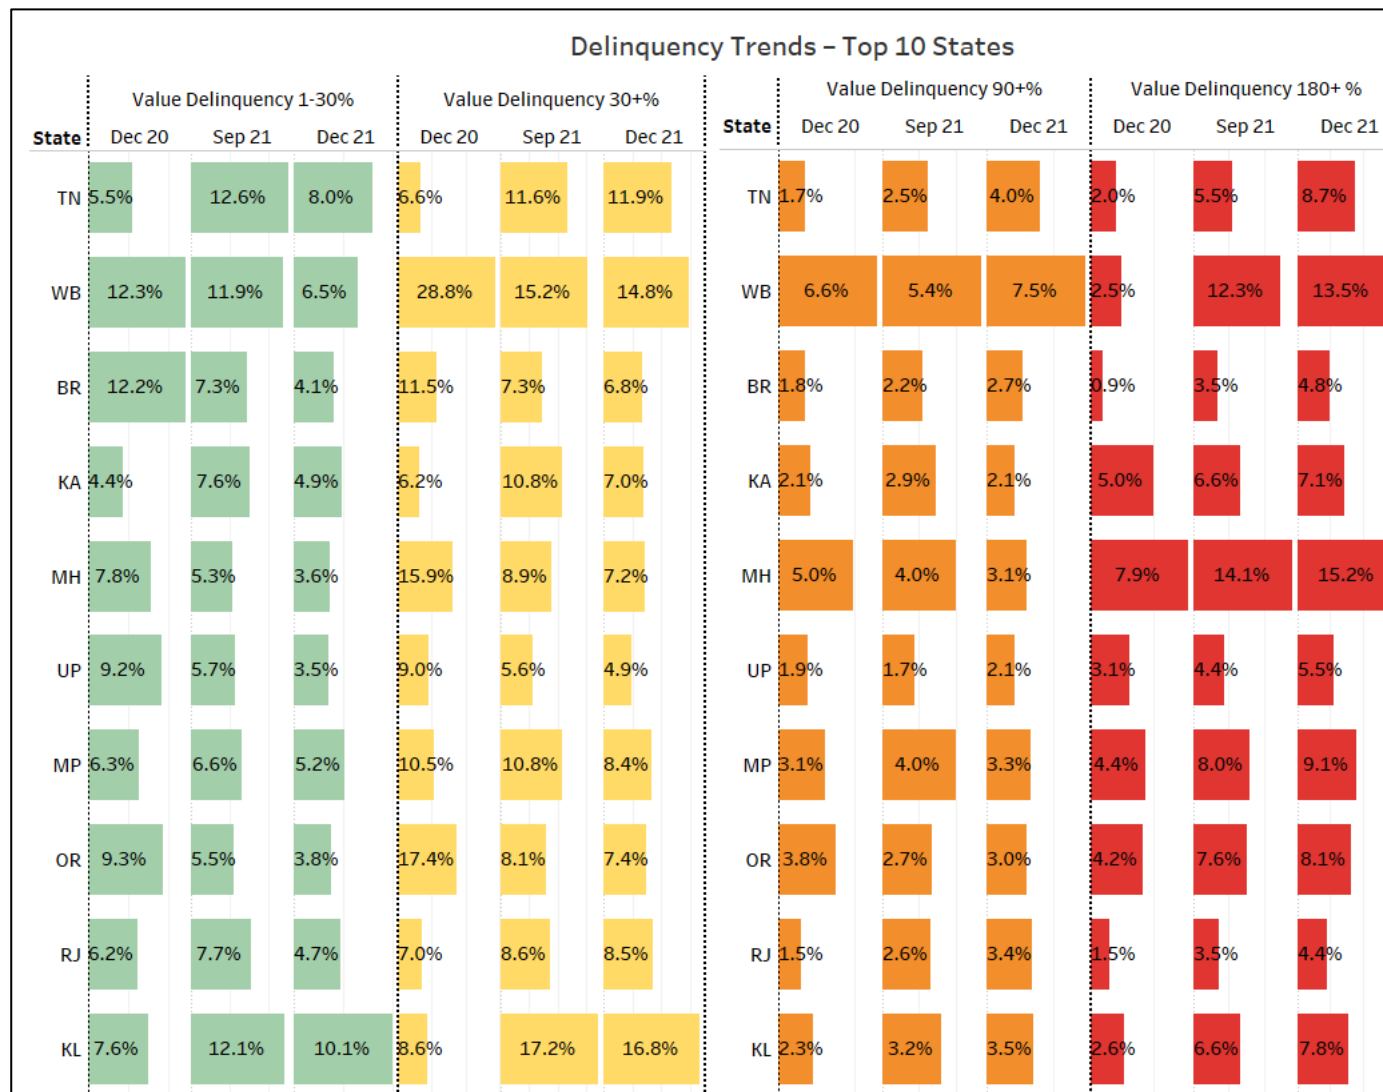 Delinquency Trends – Top 10 States
Value Delinquency 1-30% Value Delinquency 30+% Value Delinquency 90+% Value Delinquency 180+ %
State Dec 20 Sep 21 Dec 21 Dec 20 Sep 21 Dec 21 State Dec 20 Sep 21 Dec 21 Dec 20 Sep 21 Dec 21
TN 5.5% 12.6% 8.0% 6.6% 11.6% 11.9% TN 1.7% 2.5% 4.0% 2.0% 5.5% 8.7%
WB 12.3% 11.9% 6.5% 28.8% 15.2% 14.8% WB 6.6% 5.4% 7.5% 2.5% 12.3% 13.5%
BR 12.2% 7.3% 4.1% 11.5% 7.3% 6.8% BR 1.8% 2.2% 2.7% 0.9% 3.5% 4.8%
KA 4.4% 7.6% 4.9% 6.2% 10.8% 7.0% KA 2.1% 2.9% 2.1% 5.0% 6.6% 7.1%
MH 7.8% 5.3% 3.6% 15.9% 8.9% 7.2% MH 5.0% 4.0% 3.1% 7.9% 14.1% 15.2%
UP 9.2% 5.7% 3.5% 9.0% 5.6% 4.9% UP 1.9% 1.7% 2.1% 3.1% 4.4% 5.5%
MP 6.3% 6.6% 5.2% 10.5% 10.8% 8.4% MP 3.1% 4.0% 3.3% 4.4% 8.0% 9.1%
OR 9.3% 5.5% 3.8% 17.4% 8.1% 7.4% OR 3.8% 2.7% 3.0% 4.2% 7.6% 8.1%
RJ 6.2% 7.7% 4.7% 7.0% 8.6% 8.5% RJ 1.5% 2.6% 3.4% 1.5% 3.5% 4.4%
KL 7.6% 12.1% 10.1% 8.6% 17.2% 16.8% KL 2.3% 3.2% 3.5% 2.6% 6.6% 7.8%